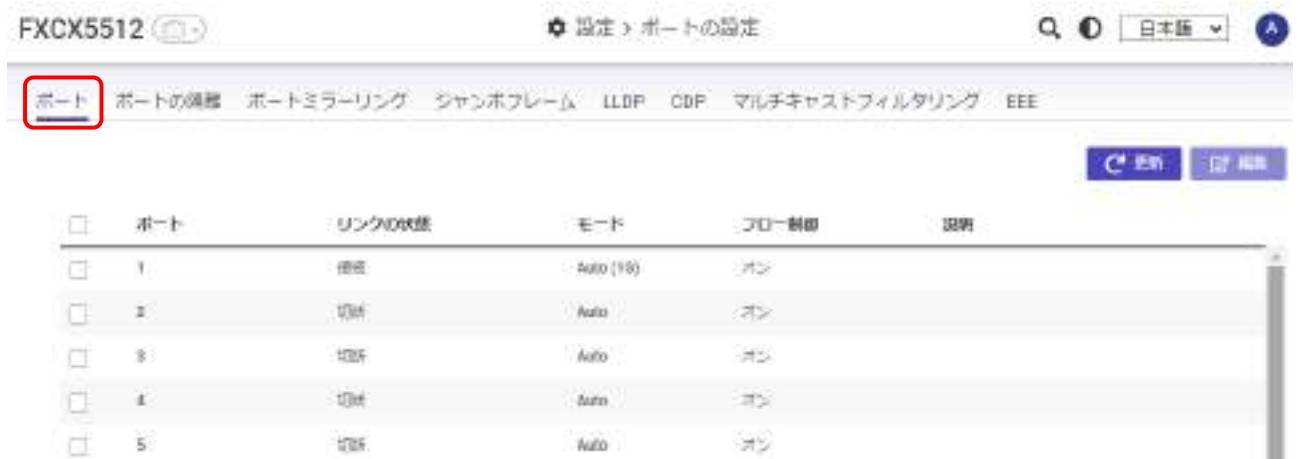 FXCX5512 設定 > ポートの設定 日本語 A
ポート ポートの隔離 ポートミラーリング ジャンボフレーム LLDP CDP マルチキャストフィルタリング EEE
更新 編集
ポート リンクの状態 モード フロー制御 説明
1 接続 Auto (1G) オン
2 切断 Auto オン
3 切断 Auto オン
4 切断 Auto オン
5 切断 Auto オン